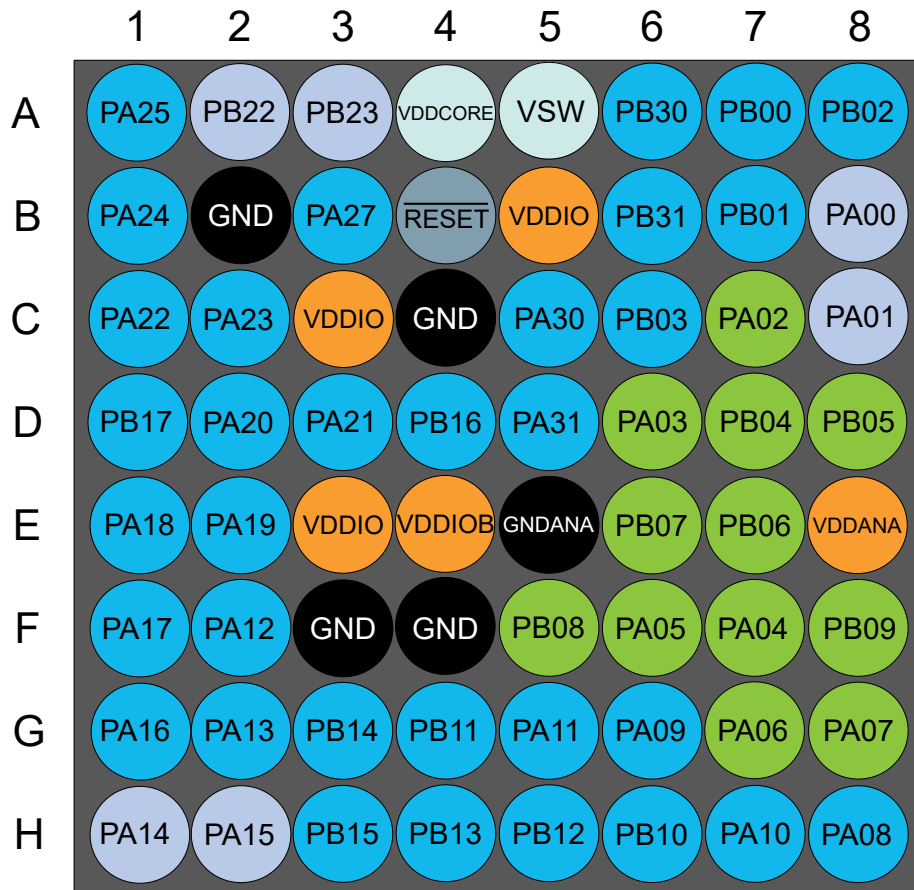 1 2 3 4 5 6 7 8
A PA25 PB22 PB23 VDDCORE VSW PB30 PB00 PB02
B PA24 GND PA27 RESET VDDIO PB31 PB01 PA00
C PA22 PA23 VDDIO GND PA30 PB03 PA02 PA01
D PB17 PA20 PA21 PB16 PA31 PA03 PB04 PB05
E PA18 PA19 VDDIO VDDIOB GNDANA PB07 PB06 VDDANA
F PA17 PA12 GND GND PB08 PA05 PA04 PB09
G PA16 PA13 PB14 PB11 PA11 PA09 PA06 PA07
H PA14 PA15 PB15 PB13 PB12 PB10 PA10 PA08